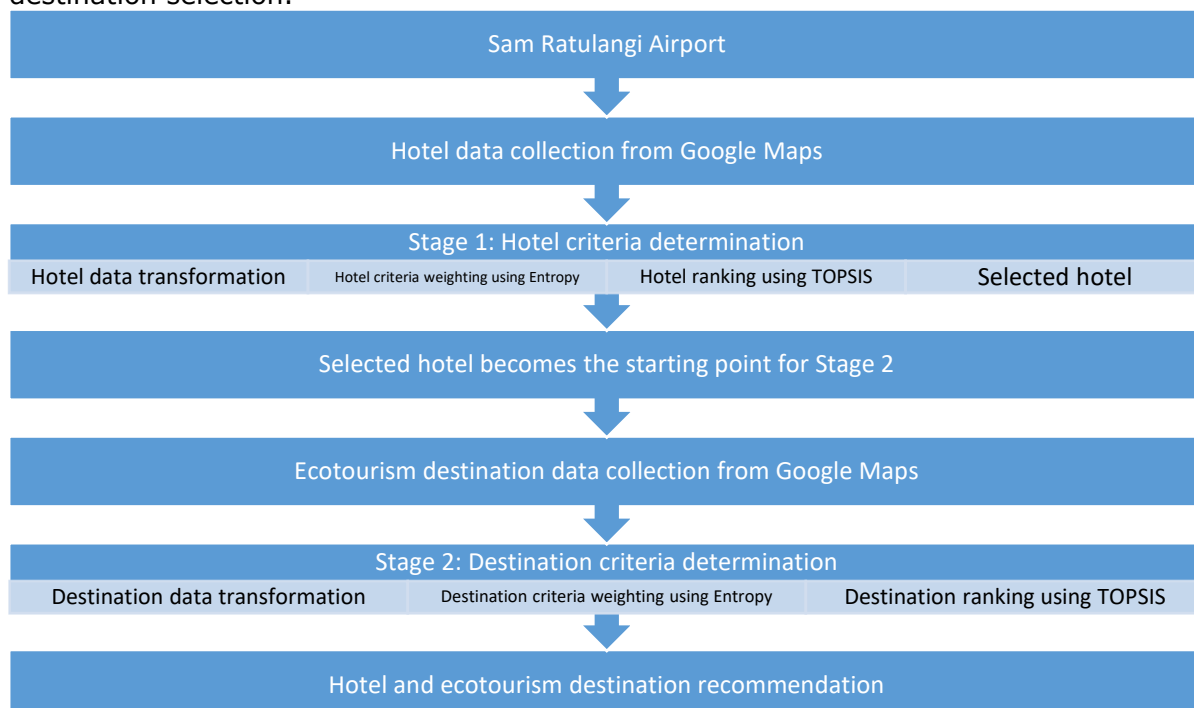 destination selection.
Sam Ratulangi Airport
Hotel data collection from Google Maps
Stage 1: Hotel criteria determination
Hotel data transformation
Hotel criteria weighting using Entropy
Hotel ranking using TOPSIS
Selected hotel
Selected hotel becomes the starting point for Stage 2
Ecotourism destination data collection from Google Maps
Stage 2: Destination criteria determination
Destination data transformation
Destination criteria weighting using Entropy
Destination ranking using TOPSIS
Hotel and ecotourism destination recommendation